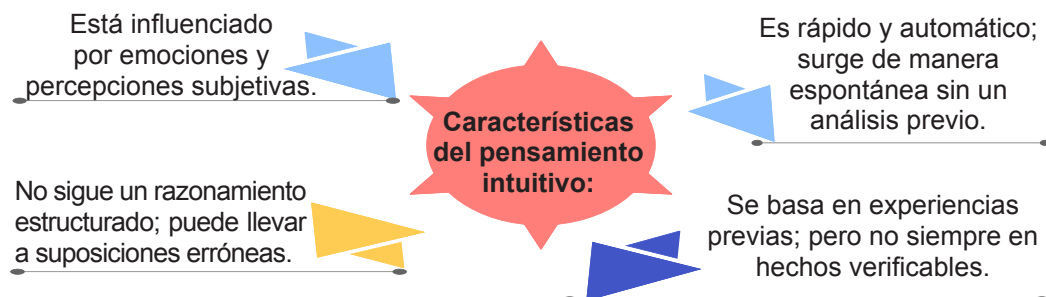 Está influenciado
por emociones y
percepciones subjetivas.
Es rápido y automático;
surge de manera
espontánea sin un
análisis previo.
Características
del pensamiento
intuitivo:
No sigue un razonamiento
estructurado; puede llevar
a suposiciones erróneas.
Se basa en experiencias
previas; pero no siempre en
hechos verificables.